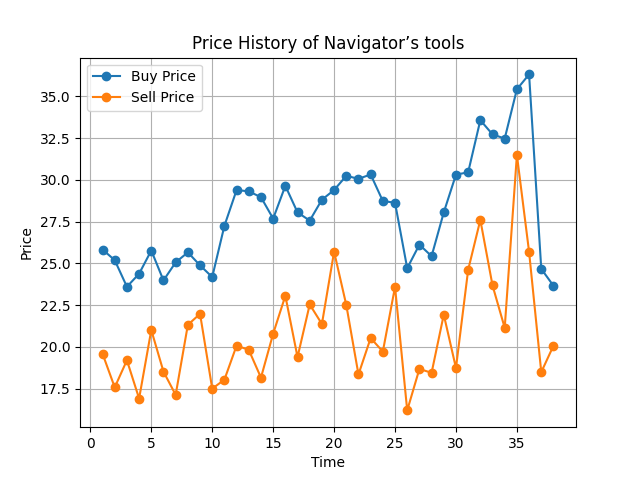 Price History of Navigator’s tools
Buy Price
Sell Price
Price
35.0
32.5
30.0
27.5
25.0
22.5
20.0
17.5
0 5 10 15 20 25 30 35
Time